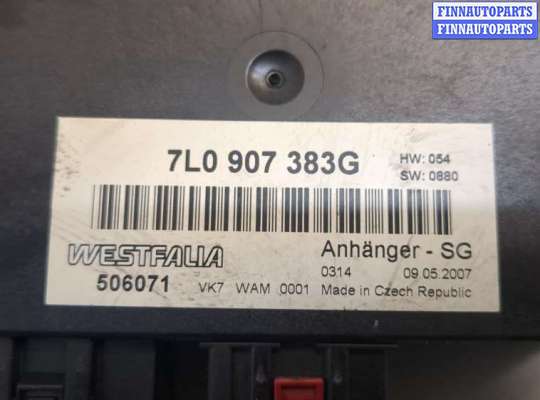 FINNAUTOPARTS
FINNAUTOPARTS
7L0 907 383G
HW: 054
SW: 0880
WESTFALIA
Anhänger - SG
506071
0314 09.05.2007
VK7 WAM 0001 Made in Czech Republic